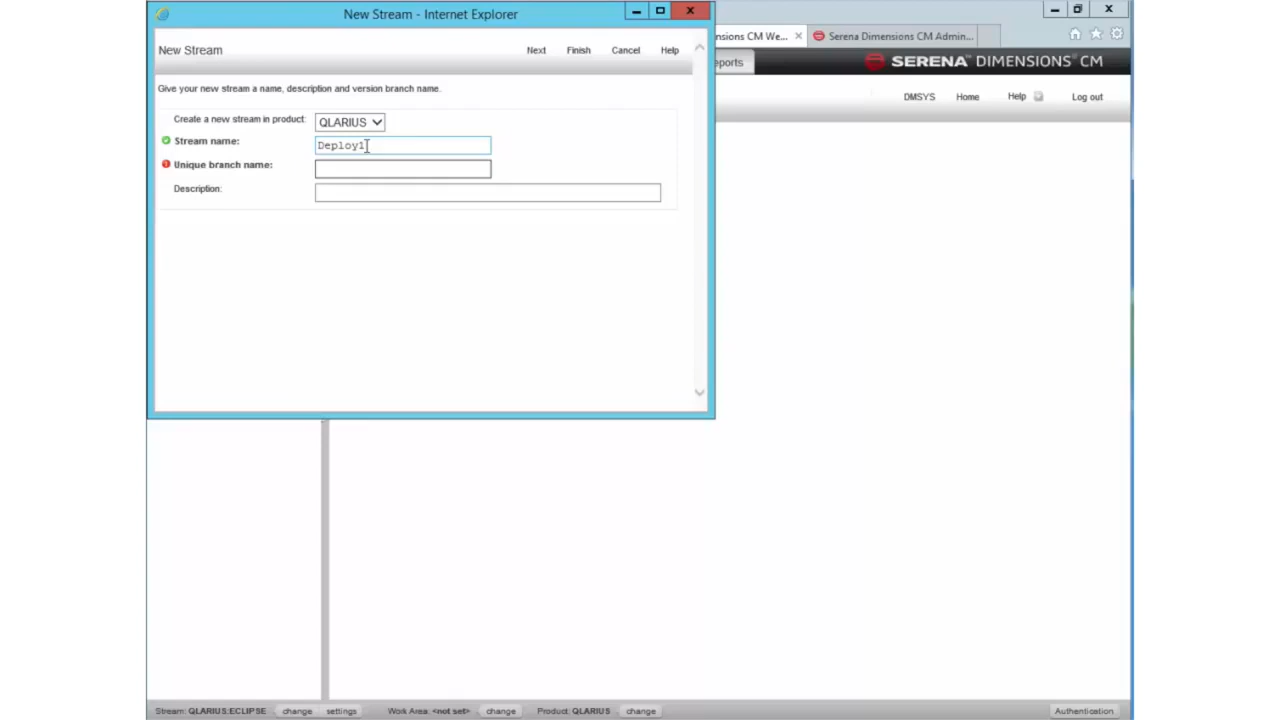 New Stream - Internet Explorer
nsions CM We...
Serena Dimensions CM Admin...
New Stream
Next
Finish
Cancel
Help
eports
SERENA™ DIMENSIONS® CM
Give your new stream a name, description and version branch name.
DMSYS
Home
Help
Log out
Create a new stream in product:
QLARIUS
Stream name:
Deploy1
Unique branch name:
Description:
Stream: QLARIUS:ECLIPSE
change
settings
Work Area: <not set>
change
Product: QLARIUS
change
Authentication